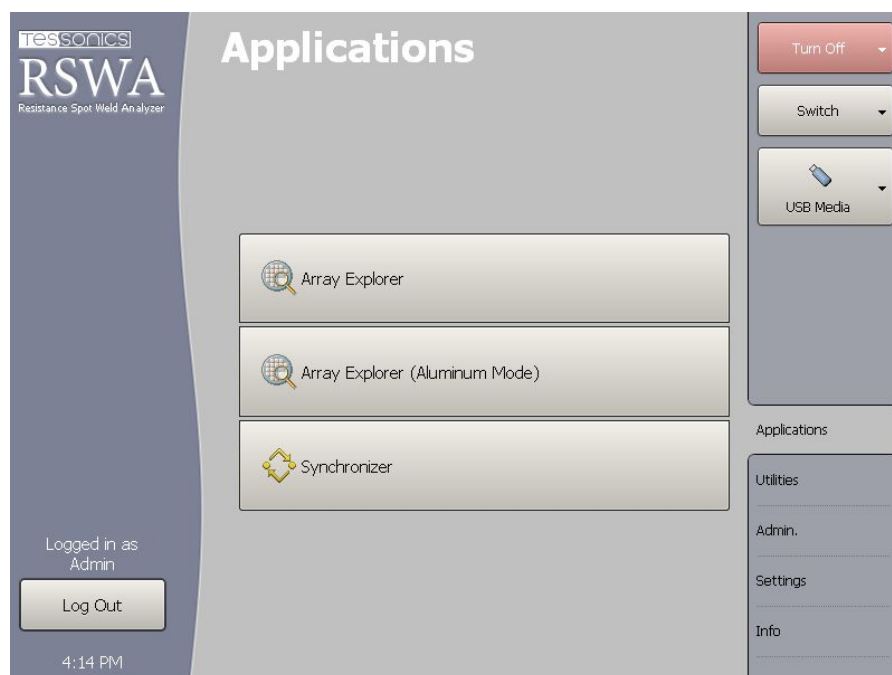 Tessonics
RSWA
Resistance Spot Weld Analyzer
Applications
Array Explorer
Array Explorer (Aluminum Mode)
Synchronizer
Logged in as
Admin
Log Out
4:14 PM
Turn Off
Switch
USB Media
Applications
Utilities
Admin.
Settings
Info